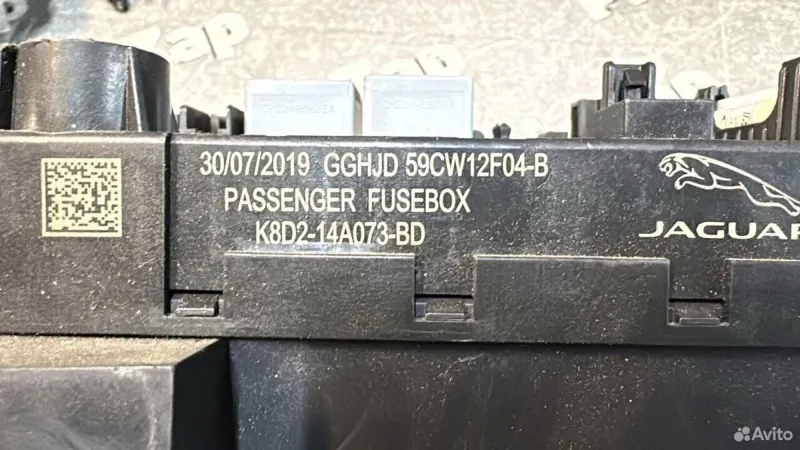 30/07/2019 GGHJD 59CW12F04-B
PASSENGER FUSEBOX
K8D2-14A073-BD
JAGUAR
Avito